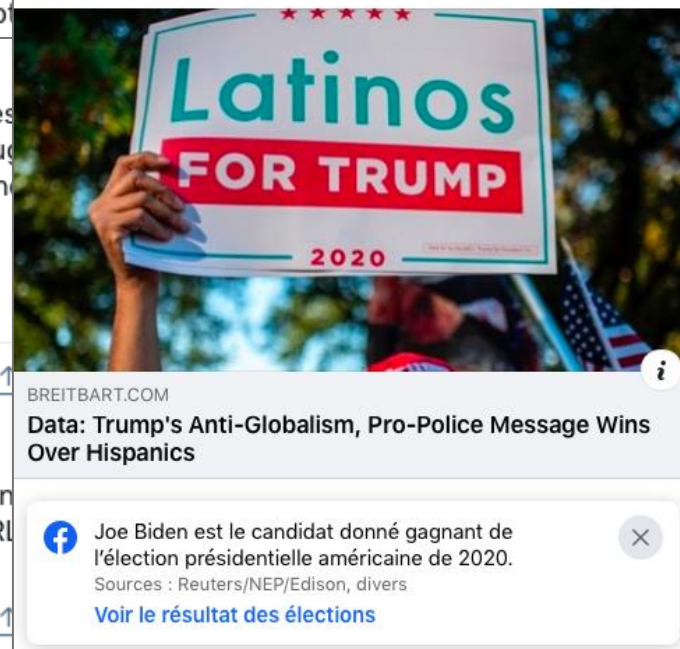 ★★★★★
Latinos
FOR TRUMP
2020
i
BREITBART.COM
Data: Trump's Anti-Globalism, Pro-Police Message Wins
Over Hispanics
Joe Biden est le candidat donné gagnant de
l'élection présidentielle américaine de 2020.
Sources : Reuters/NEP/Edison, divers
Voir le résultat des élections